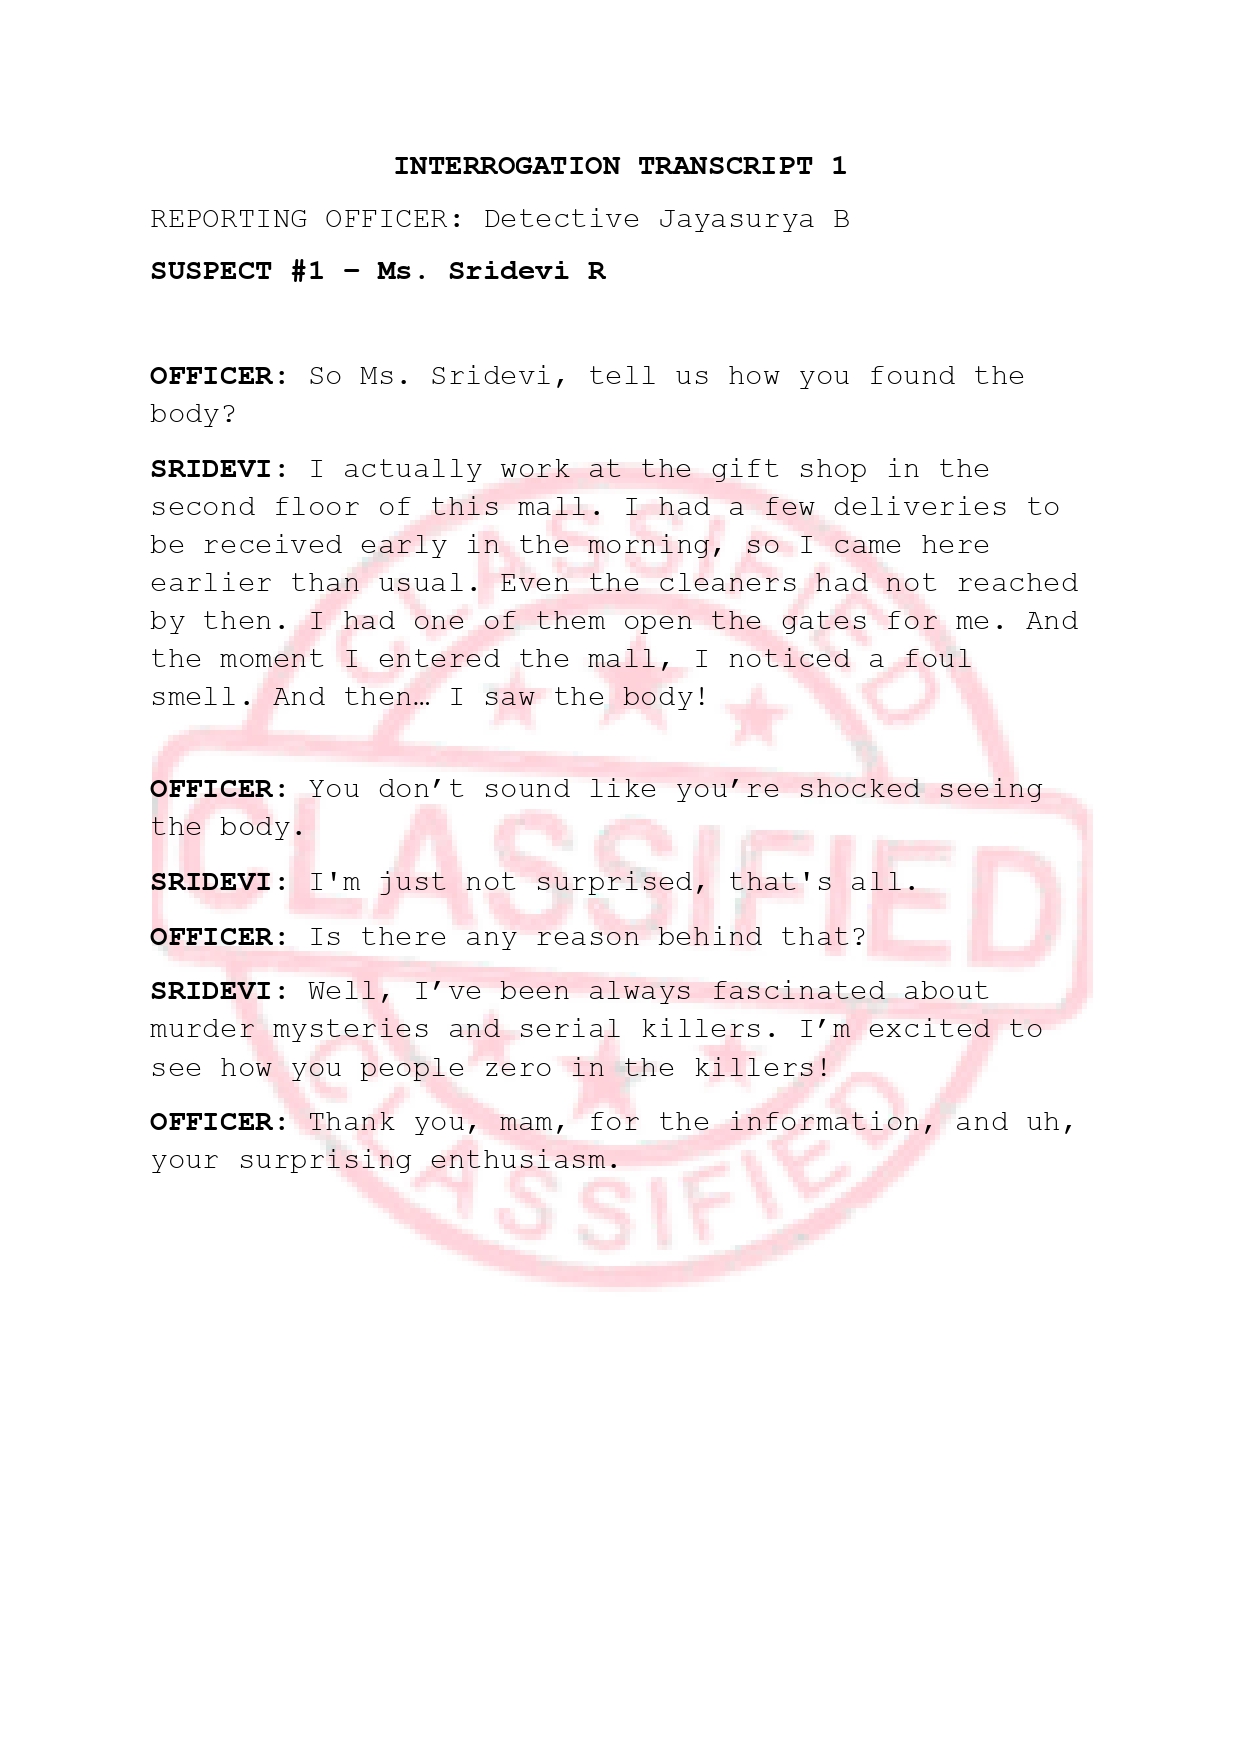 INTERROGATION TRANSCRIPT 1
REPORTING OFFICER: Detective Jayasurya B
SUSPECT #1 – Ms. Sridevi R
OFFICER: So Ms. Sridevi, tell us how you found the
body?
SRIDEVI: I actually work at the gift shop in the
second floor of this mall. I had a few deliveries to
be received early in the morning, so I came here
earlier than usual. Even the cleaners had not reached
by then. I had one of them open the gates for me. And
the moment I entered the mall, I noticed a foul
smell. And then… I saw the body!
OFFICER: You don’t sound like you’re shocked seeing
the body.
SRIDEVI: I'm just not surprised, that's all.
OFFICER: Is there any reason behind that?
SRIDEVI: Well, I’ve been always fascinated about
murder mysteries and serial killers. I’m excited to
see how you people zero in the killers!
OFFICER: Thank you, mam, for the information, and uh,
your surprising enthusiasm.
CLASSIFIED
CLASSIFIED
CLASSIFIED